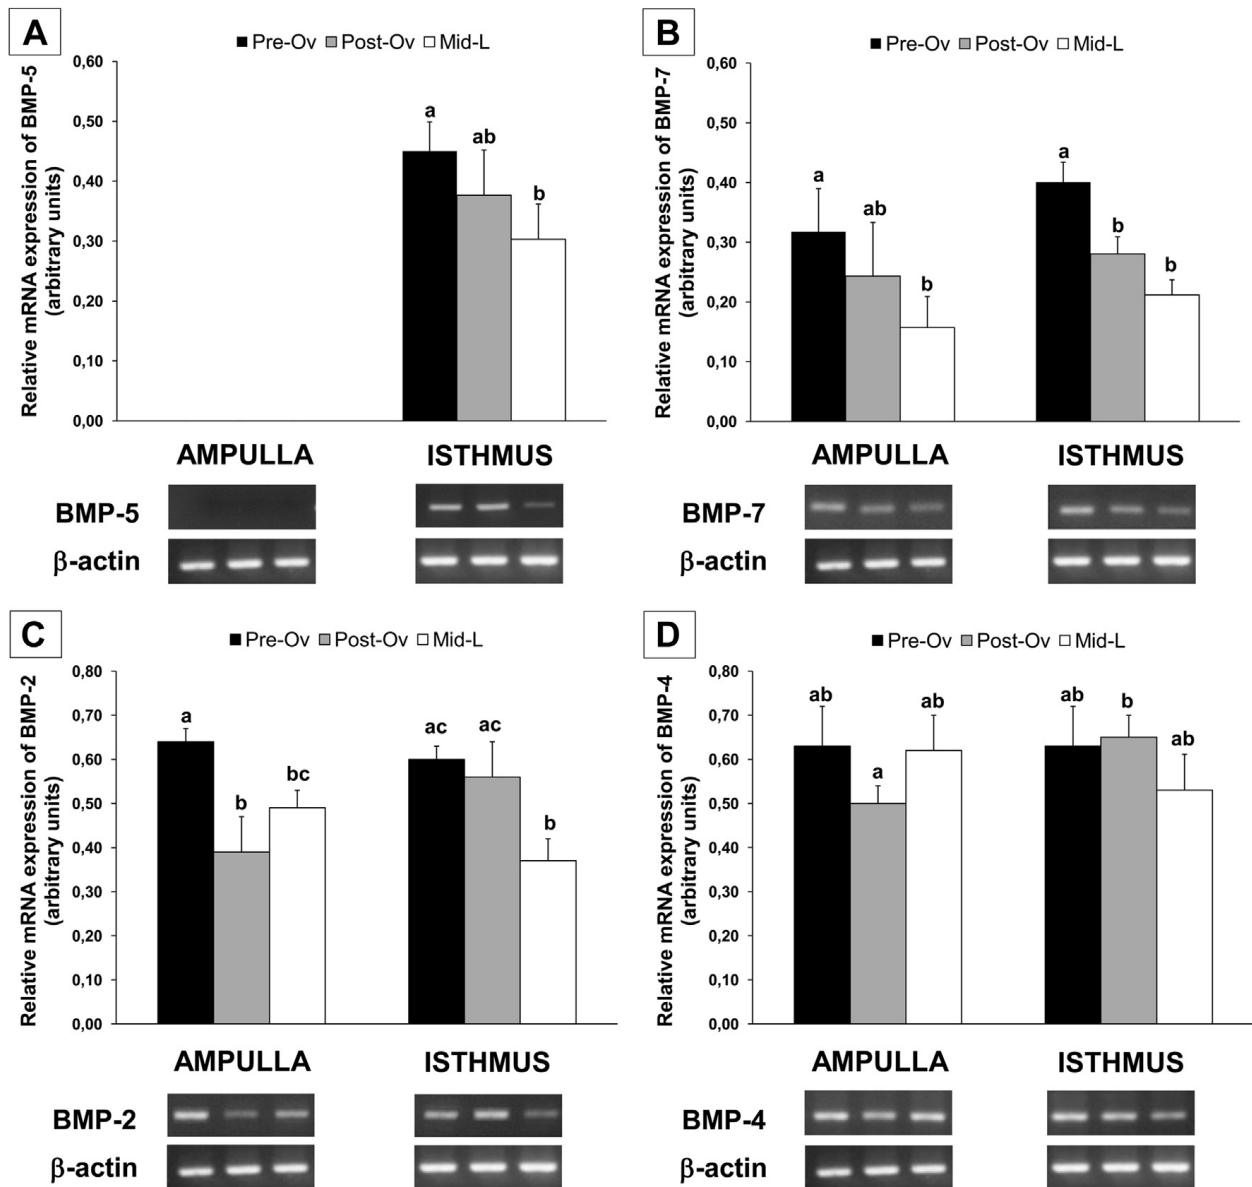 A
Pre-Ov Post-Ov Mid-L
Relative mRNA expression of BMP-5
(arbitrary units)
0,60
0,50
0,40
0,30
0,20
0,10
0,00
a
ab
b
AMPULLA ISTHMUS
BMP-5
β-actin
B
Pre-Ov Post-Ov Mid-L
Relative mRNA expression of BMP-7
(arbitrary units)
0,60
0,50
0,40
0,30
0,20
0,10
0,00
a
ab
b
a
b
b
AMPULLA ISTHMUS
BMP-7
β-actin
C
Pre-Ov Post-Ov Mid-L
Relative mRNA expression of BMP-2
(arbitrary units)
0,80
0,70
0,60
0,50
0,40
0,30
0,20
0,10
0,00
a
b
bc
ac
ac
b
AMPULLA ISTHMUS
BMP-2
β-actin
D
Pre-Ov Post-Ov Mid-L
Relative mRNA expression of BMP-4
(arbitrary units)
0,80
0,70
0,60
0,50
0,40
0,30
0,20
0,10
0,00
ab
a
ab
ab
b
ab
AMPULLA ISTHMUS
BMP-4
β-actin